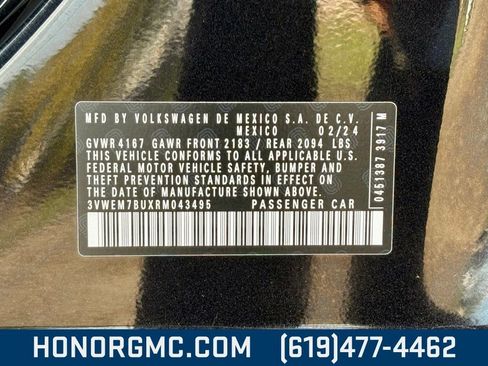 MFD BY VOLKSWAGEN DE MEXICO S.A. DE C.V.
MEXICO 02/24
GVWR 4167 GAWR FRONT 2183 / REAR 2094 LBS
THIS VEHICLE CONFORMS TO ALL APPLICABLE U.S.
FEDERAL MOTOR VEHICLE SAFETY, BUMPER AND
THEFT PREVENTION STANDARDS IN EFFECT ON THE
DATE OF MANUFACTURE SHOWN ABOVE.
3VWEM7BUXRM043495 PASSENGER CAR
0451387 3917 M
HONORGMC.COM (619)477-4462